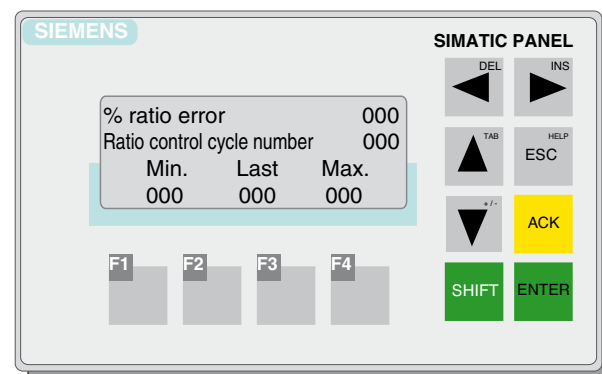 SIEMENS
SIMATIC PANEL
DEL
INS
% ratio error 000
Ratio control cycle number 000
Min. Last Max.
000 000 000
TAB
HELP
ESC
+ / -
ACK
F1 F2 F3 F4
SHIFT
ENTER